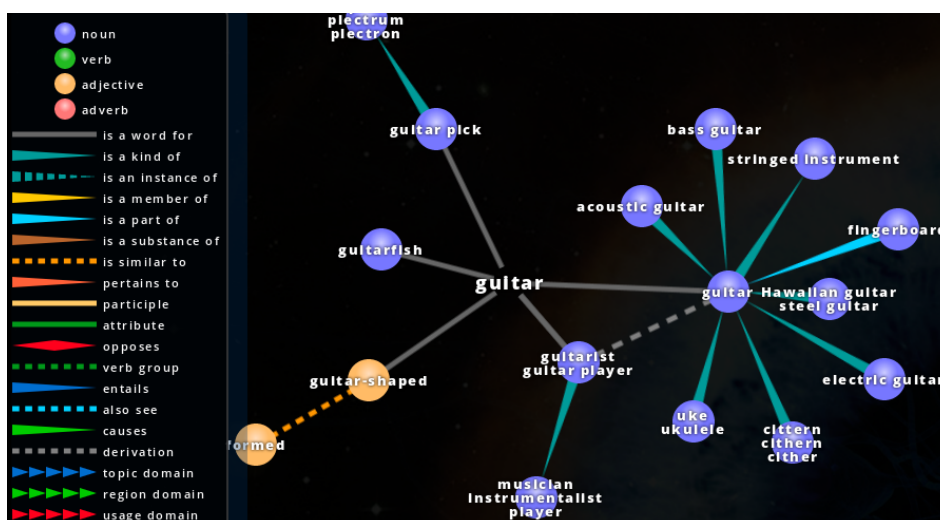 noun
verb
adjective
adverb
is a word for
is a kind of
is an instance of
is a member of
is a part of
is a substance of
is similar to
pertains to
participle
attribute
opposes
verb group
entails
also see
causes
derivation
topic domain
region domain
usage domain
plectrum
plectron
guitar pick
bass guitar
stringed instrument
acoustic guitar
fingerboard
guitarfish
guitar
guitar
Hawaiian guitar
steel guitar
guitarist
guitar player
guitar-shaped
electric guitar
uke
ukulele
cittern
cithern
cither
formed
musician
instrumentalist
player